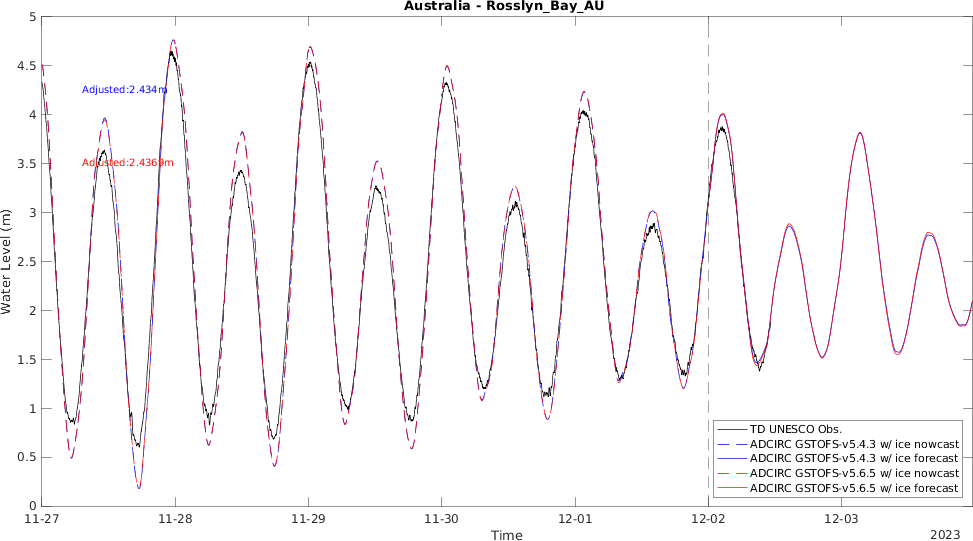 Australia - Rosslyn_Bay_AU
5
4.5
4
3.5
3
2.5
2
1.5
1
0.5
0
Water Level (m)
Adjusted:2.434m
Adjusted:2.4369m
TD UNESCO Obs.
ADCIRC GSTOFS-v5.4.3 w/ ice nowcast
ADCIRC GSTOFS-v5.4.3 w/ ice forecast
ADCIRC GSTOFS-v5.6.5 w/ ice nowcast
ADCIRC GSTOFS-v5.6.5 w/ ice forecast
11-27 11-28 11-29 11-30 12-01 12-02 12-03
Time
2023